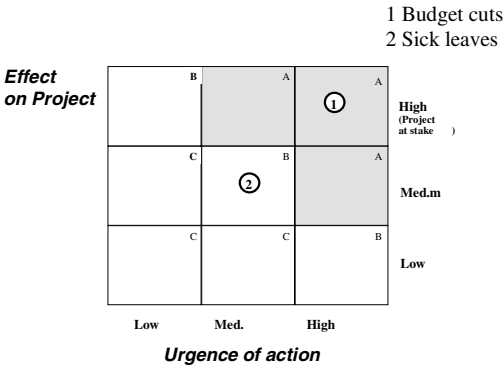 1 Budget cuts
2 Sick leaves
Effect
on Project
B
A
A
1
High
(Project
at stake )
C
B
A
2
Med.m
C
C
B
Low
Low
Med.
High
Urgence of action